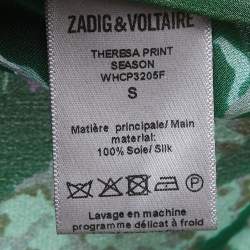 ZADIG & VOLTAIRE
THERESA PRINT
SEASON
WHCP3205F
S
Matière principale/ Main
material:
100% Soie/ Silk
Lavage en machine
programme délicat à froid